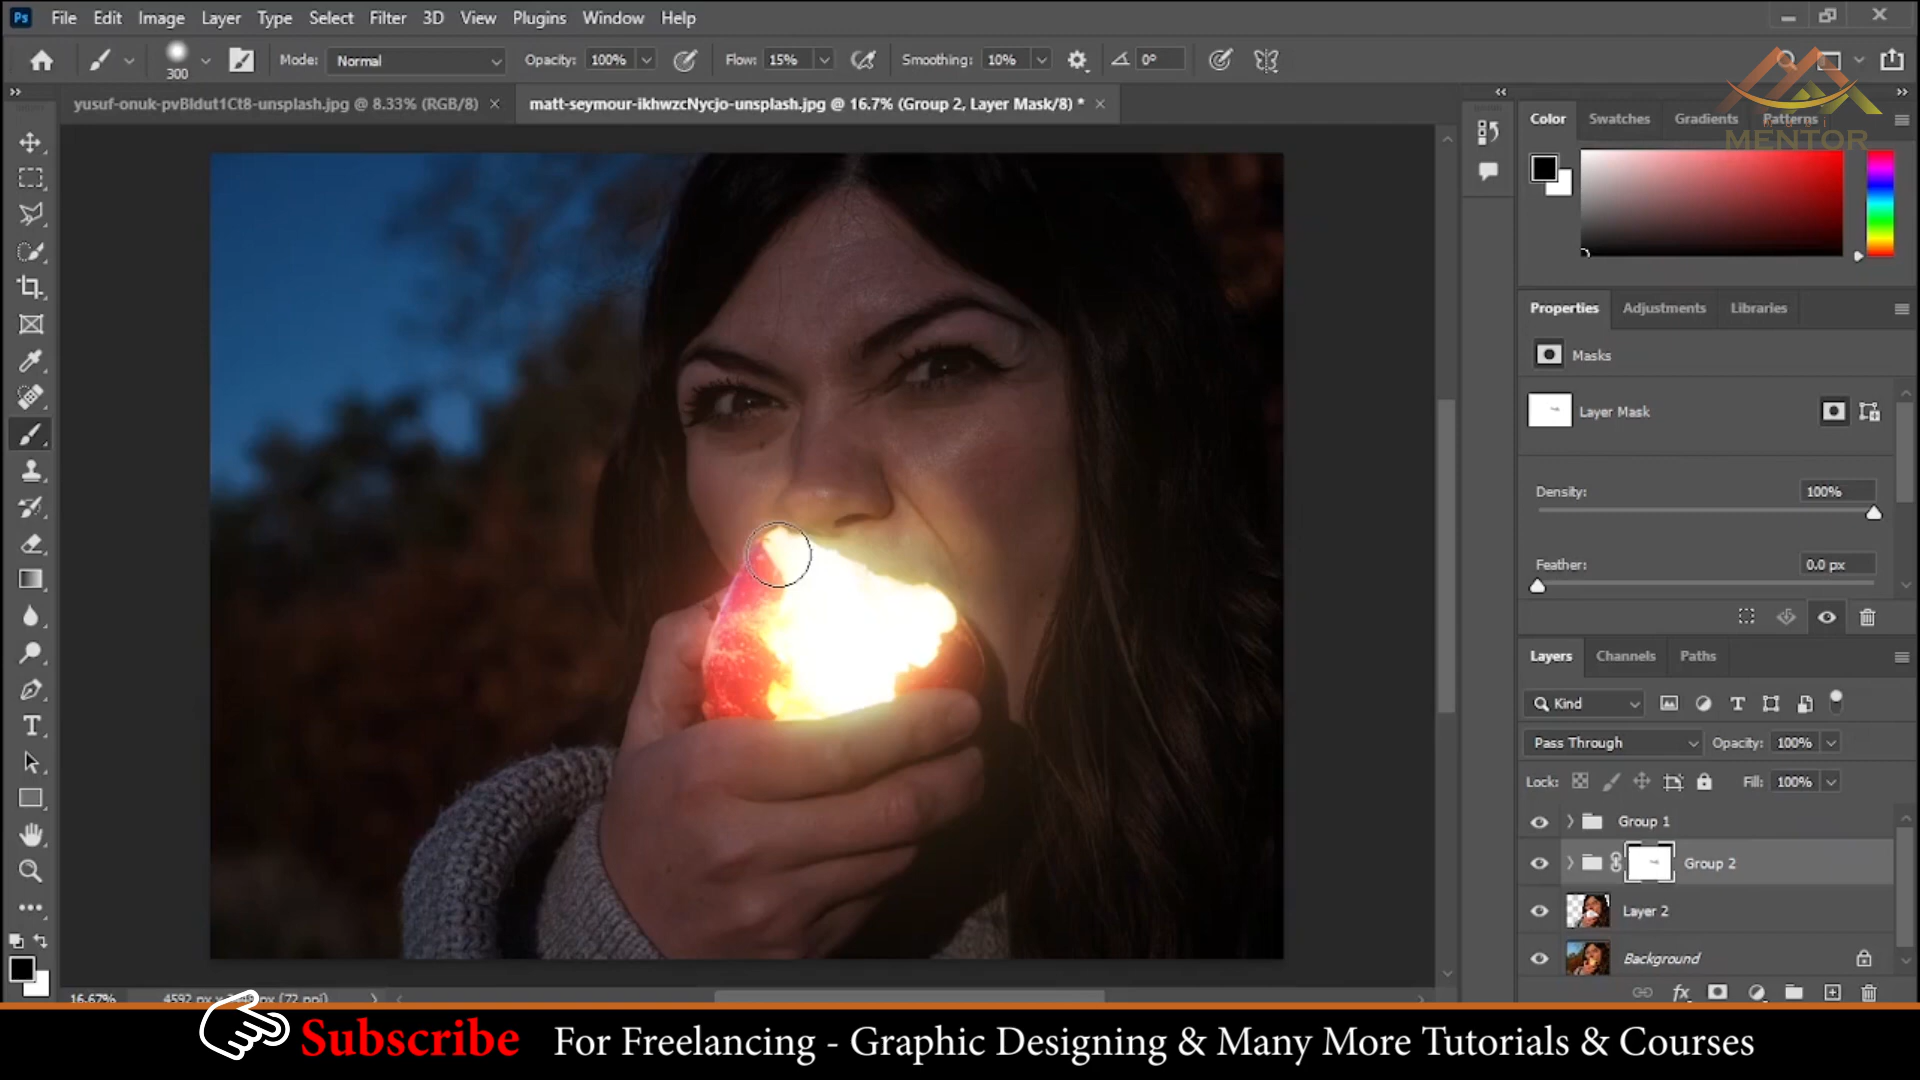 Ps File Edit Image Layer Type Select Filter 3D View Plugins Window Help
300 Mode: Normal Opacity: 100% Flow: 15% Smoothing: 10% 0°
yusuf-onuk-pvBldut1Ct8-unsplash.jpg @ 8.33% (RGB/8) × matt-seymour-ikhwzcNycjo-unsplash.jpg @ 16.7% (Group 2, Layer Mask/8) * ×
Color Swatches Gradients Patterns
MENTOR
Properties Adjustments Libraries
Masks
Layer Mask
Density: 100%
Feather: 0.0 px
Layers Channels Paths
Kind
Pass Through Opacity: 100%
Lock: Fill: 100%
Group 1
Group 2
Layer 2
Background
fx
16.67%
Subscribe For Freelancing - Graphic Designing & Many More Tutorials & Courses